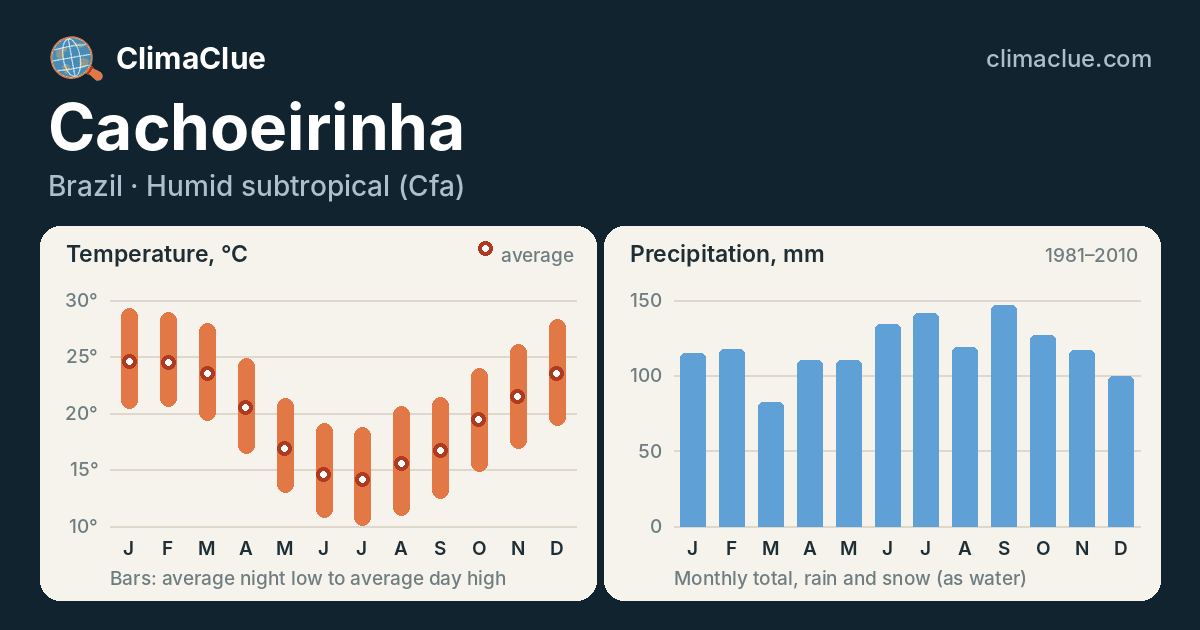 ClimaClue
climaclue.com
Cachoeirinha
Brazil · Humid subtropical (Cfa)
Temperature, °C
average
30°
25°
20°
15°
10°
J F M A M J J A S O N D
Bars: average night low to average day high
Precipitation, mm
1981–2010
150
100
50
0
J F M A M J J A S O N D
Monthly total, rain and snow (as water)